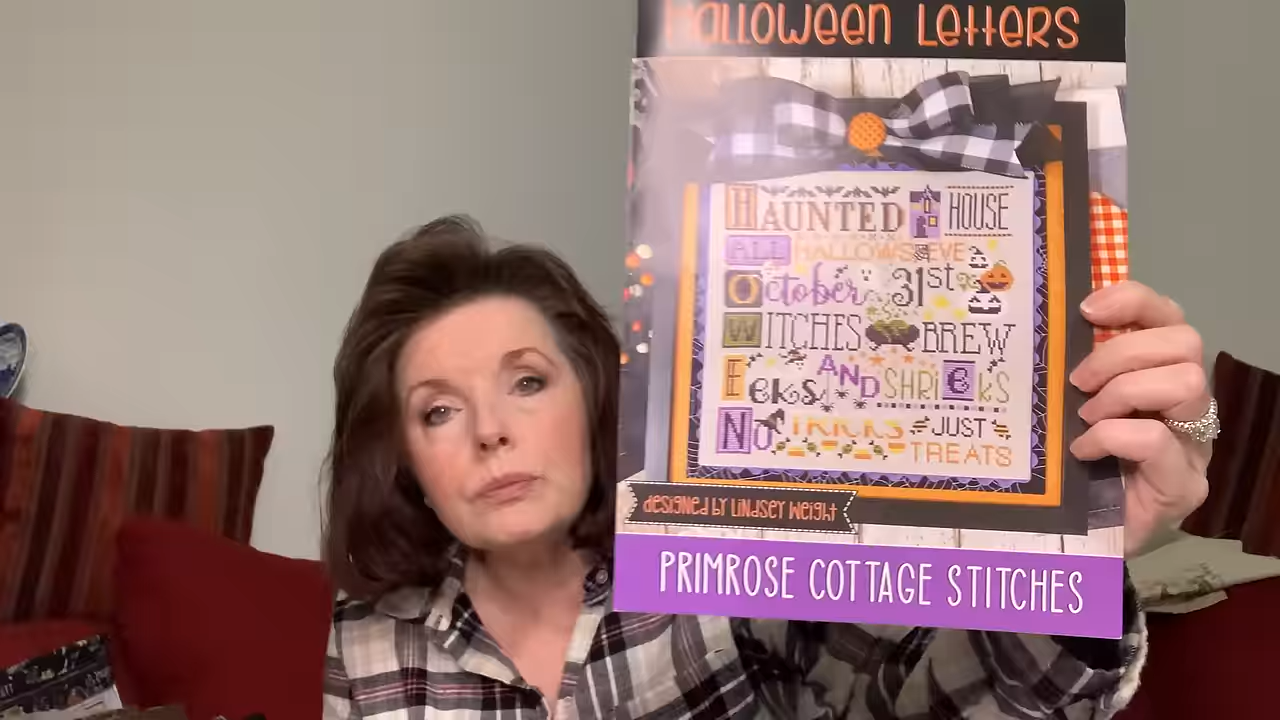 Halloween Letters
HAUNTED HOUSE
ALL HALLOWS EVE
October 31st
WITCHES BREW
EEKS AND SHRIEKS
NO TRICKS JUST
TREATS
designed by Lindsey Weight
PRIMROSE COTTAGE STITCHES